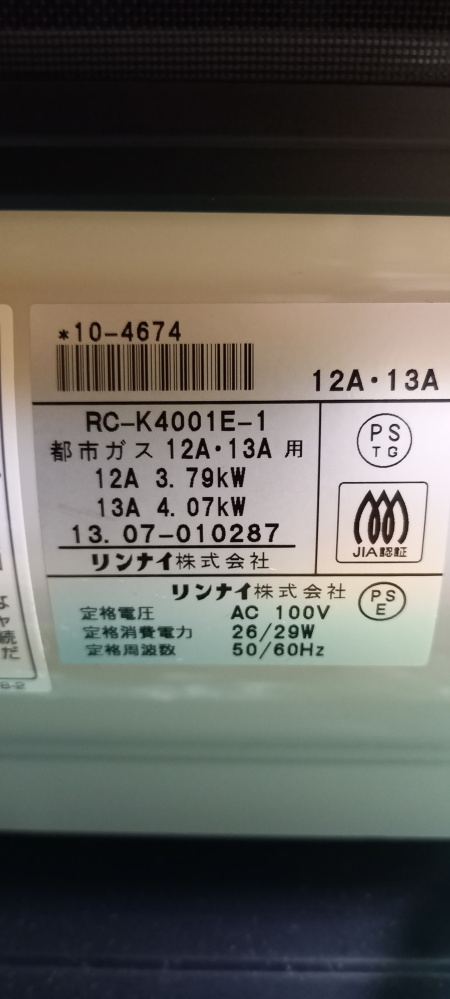 *10-4674
12A・13A
RC-K4001E-1
都市ガス 12A・13A 用
12A 3.79kW
13A 4.07kW
13.07-010287
リンナイ株式会社
PS
TG
JIA認証
リンナイ株式会社
PS
E
定格電圧 AC 100V
定格消費電力 26/29W
定格周波数 50/60Hz
続
だ